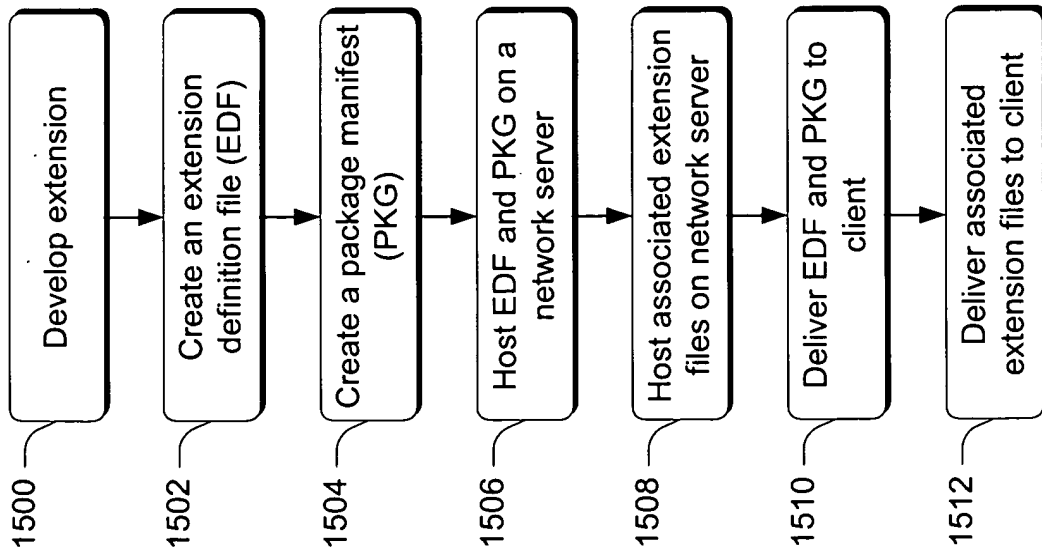 1500
Develop extension
1502
Create an extension
definition file (EDF)
1504
Create a package manifest
(PKG)
1506
Host EDF and PKG on a
network server
1508
Host associated extension
files on network server
1510
Deliver EDF and PKG to
client
1512
Deliver associated
extension files to client